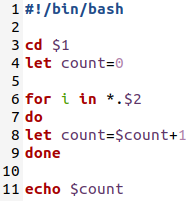 1 #!/bin/bash
2
3 cd $1
4 let count=0
5
6 for i in *.$2
7 do
8 let count=$count+1
9 done
10
11 echo $count